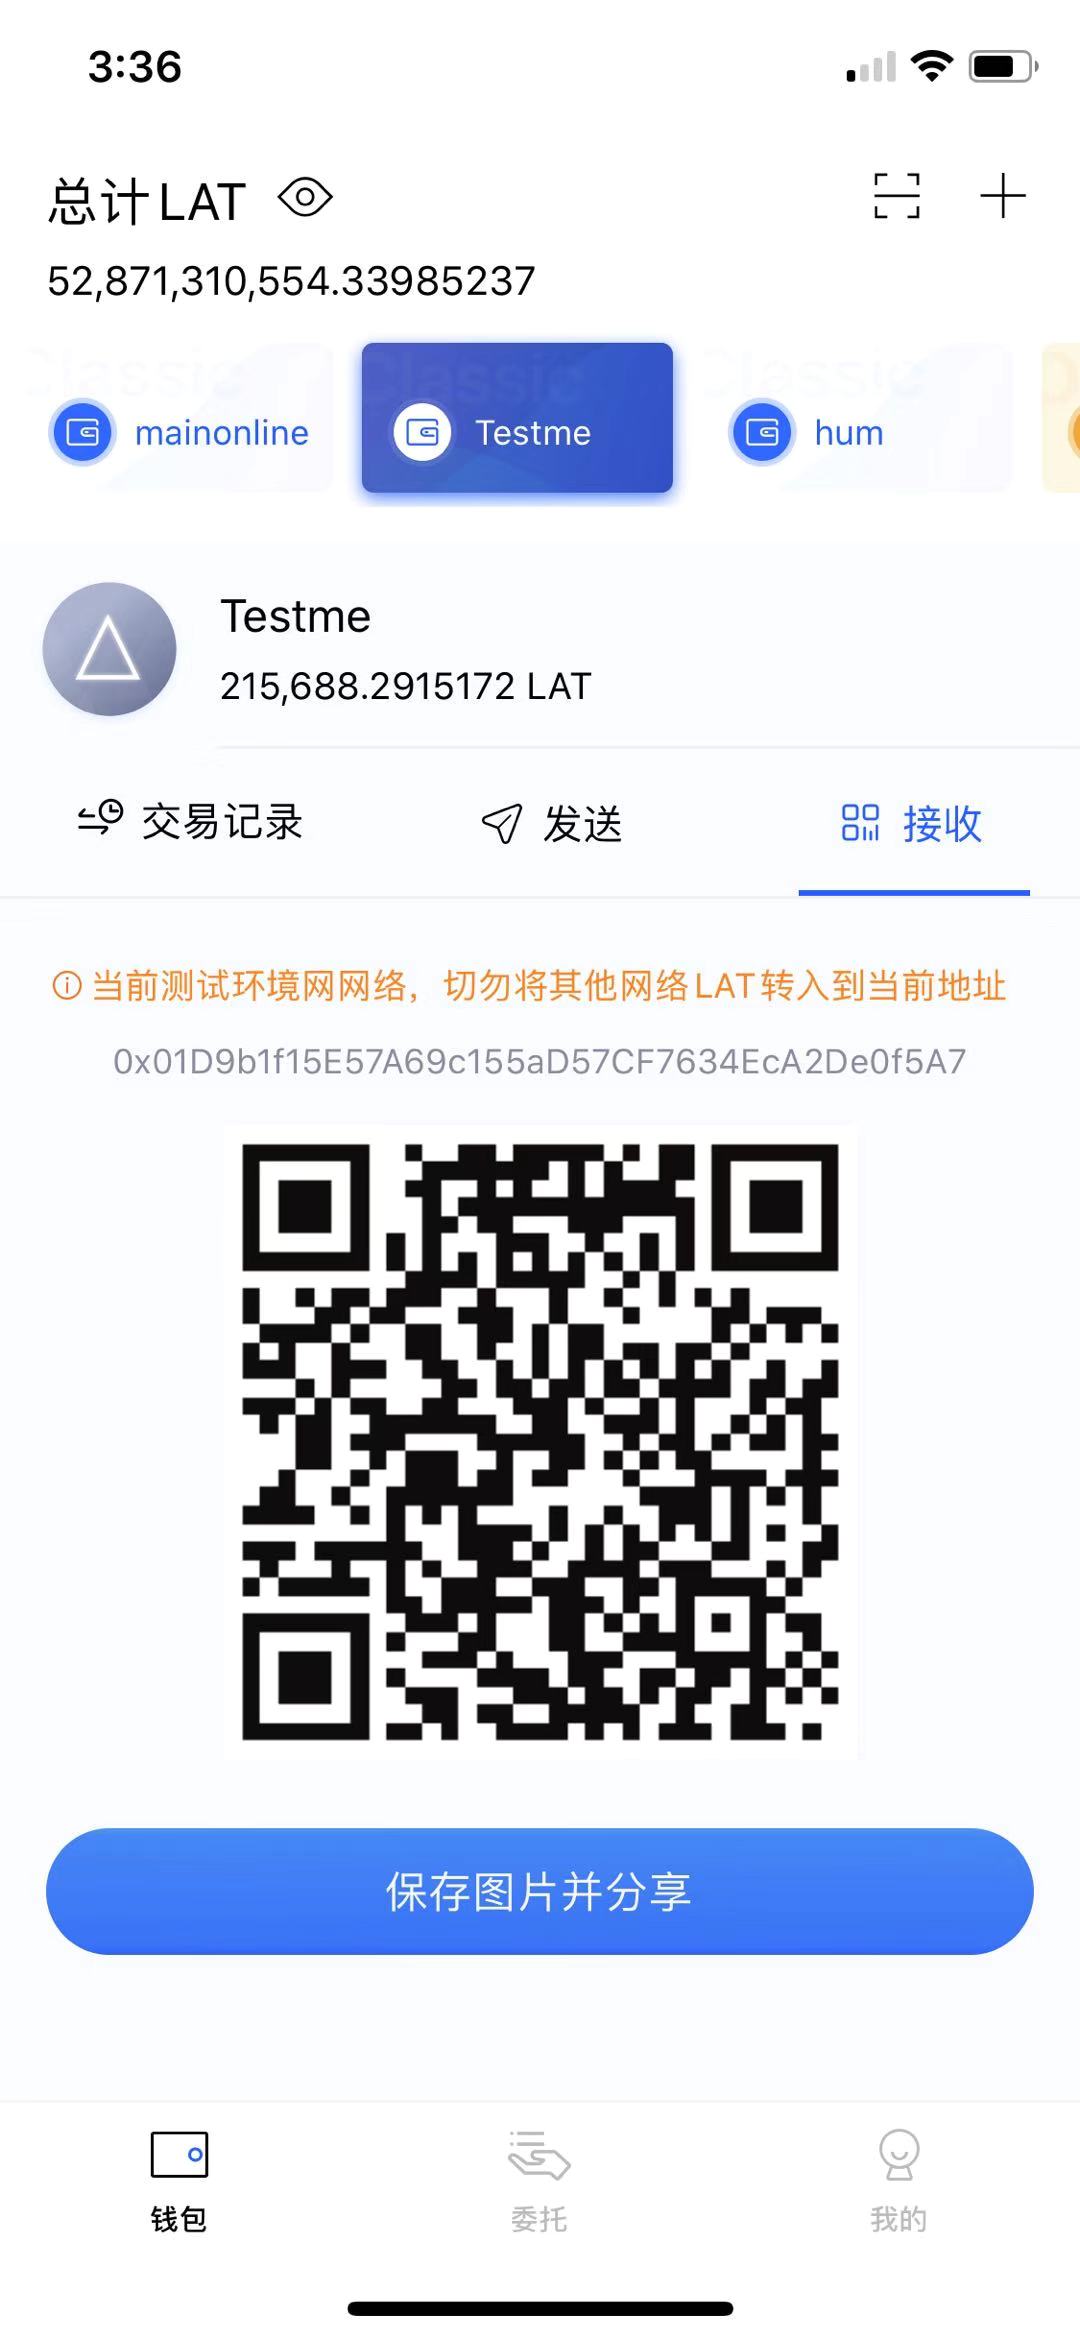 3:36
总计LAT
52,871,310,554.33985237
Classic
mainonline
Classic
Testme
Classic
hum
Testme
215,688.2915172 LAT
交易记录
发送
接收
当前测试环境网网络，切勿将其他网络LAT转入到当前地址
0x01D9b1f15E57A69c155aD57CF7634EcA2De0f5A7
保存图片并分享
钱包
委托
我的